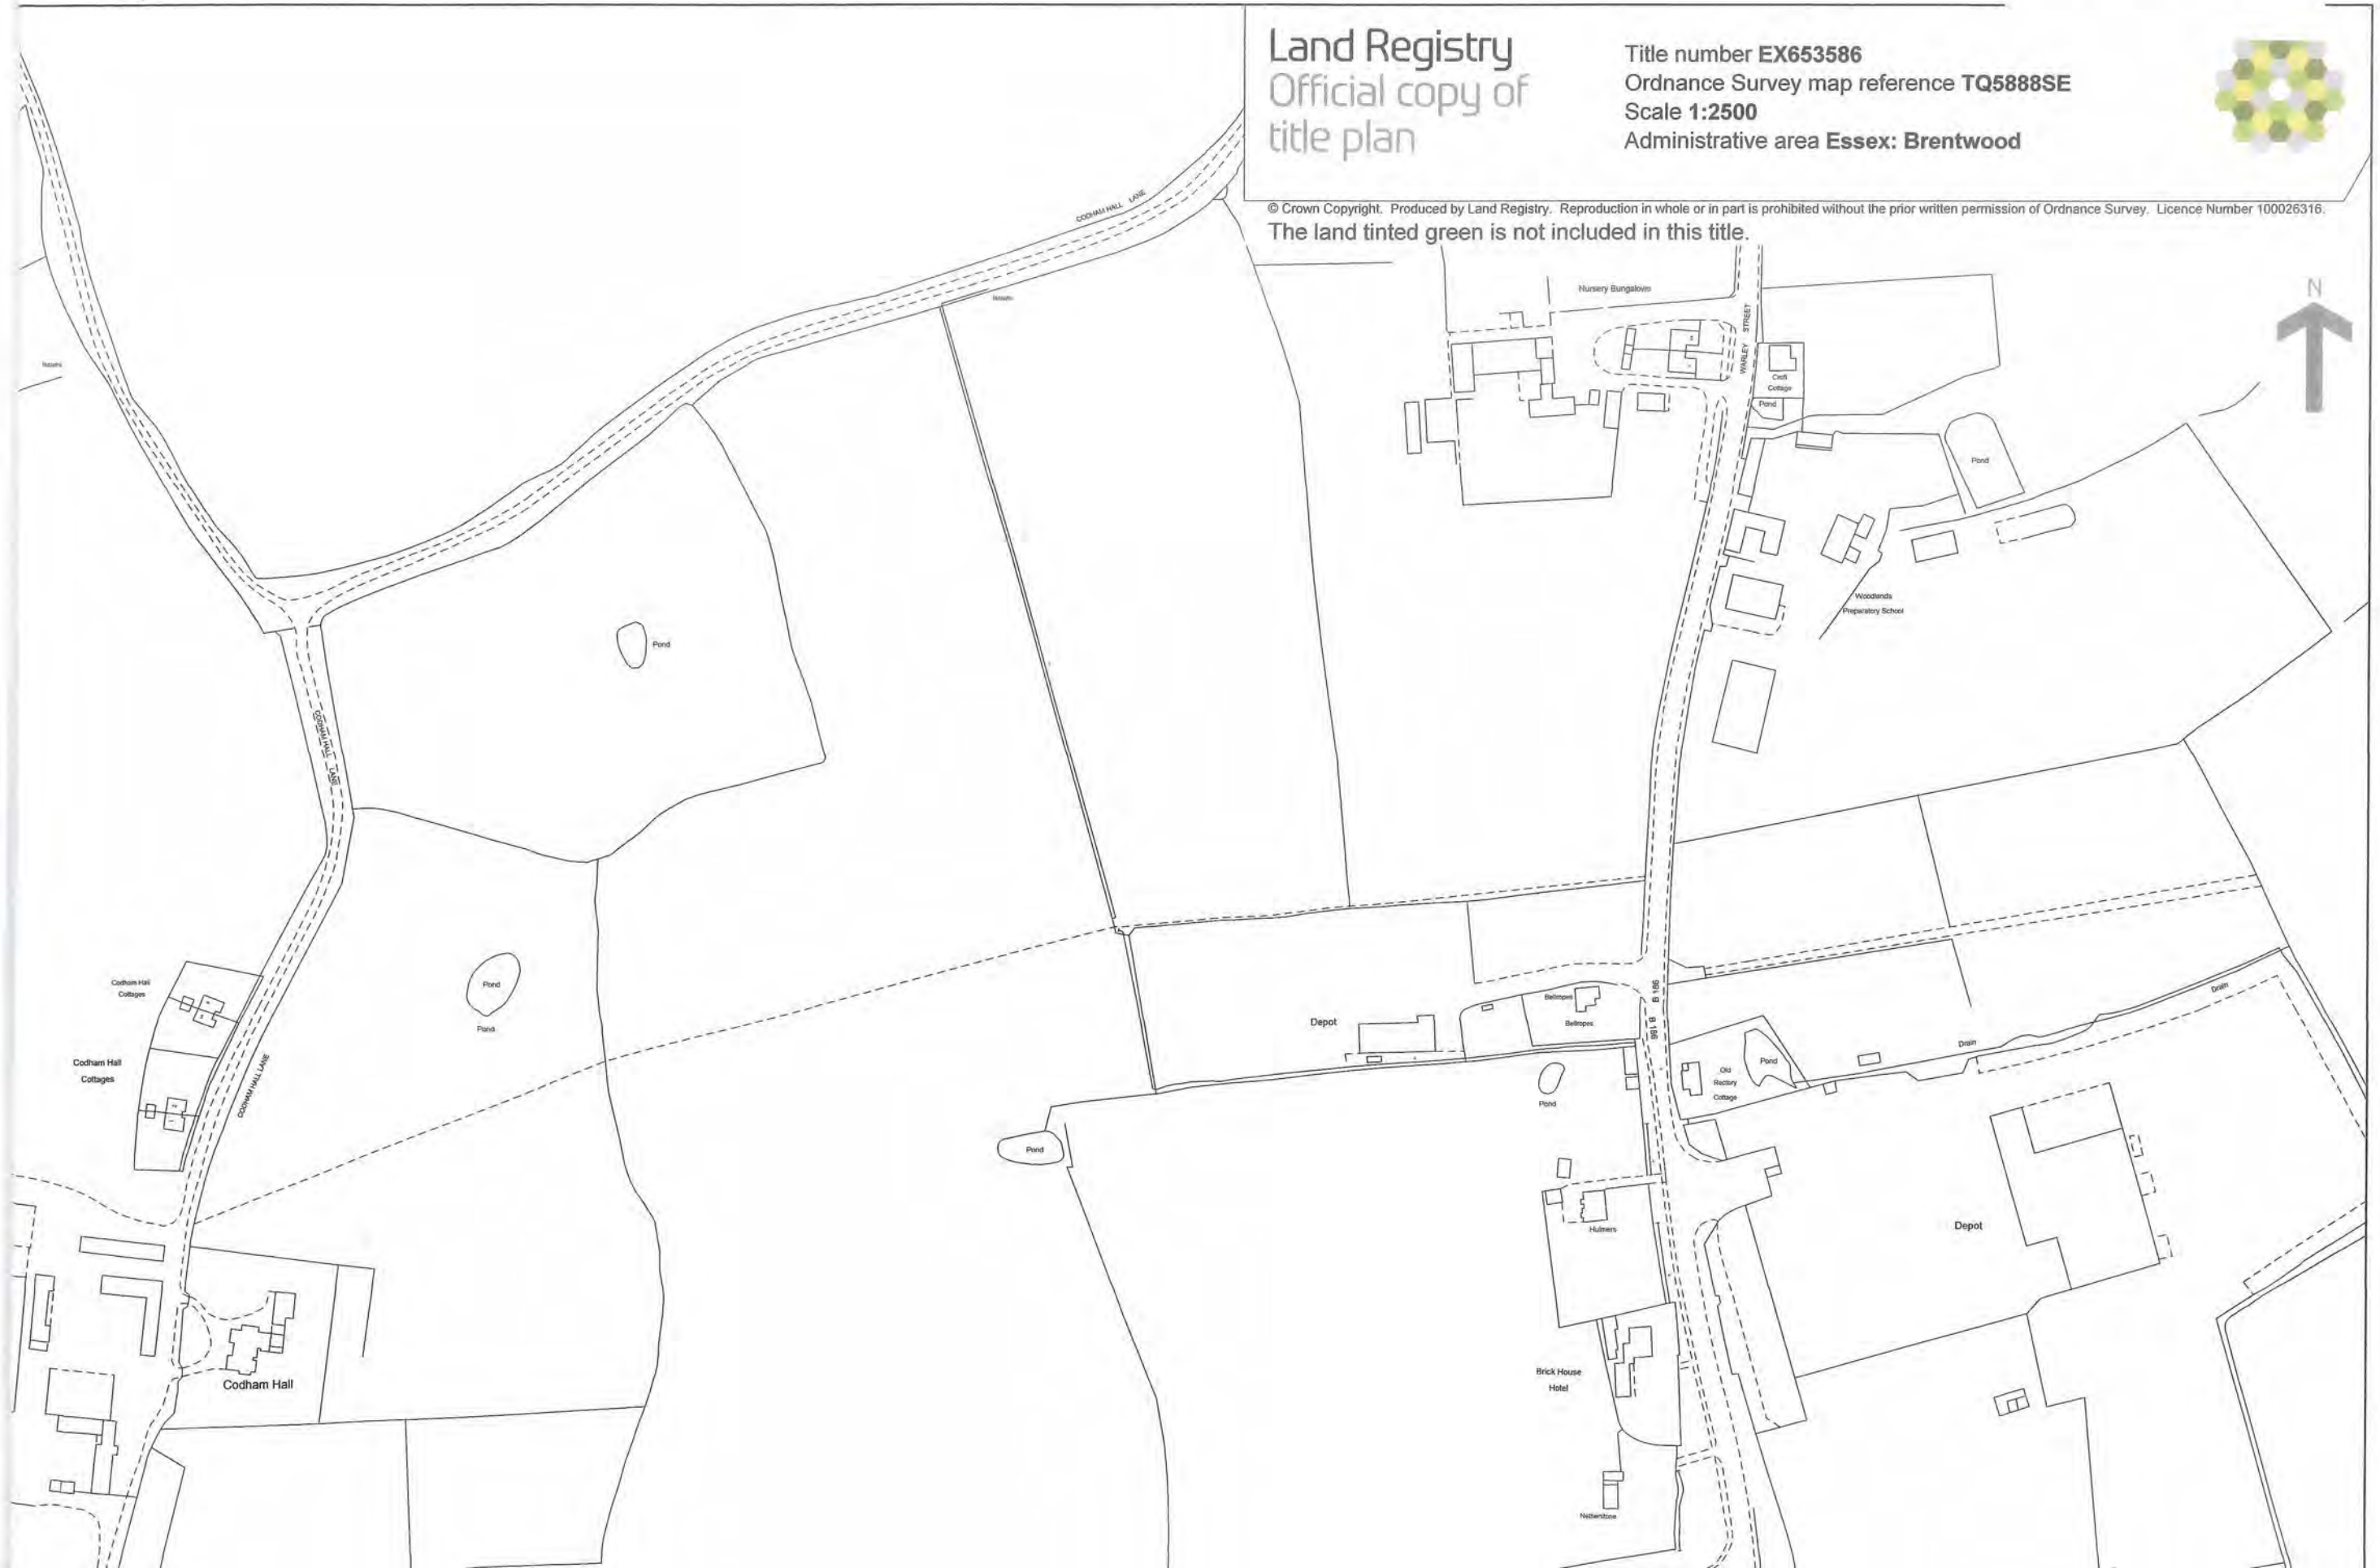 Land Registry
Official copy of
title plan
Title number EX653586
Ordnance Survey map reference TQ5888SE
Scale 1:2500
Administrative area Essex: Brentwood
© Crown Copyright. Produced by Land Registry. Reproduction in whole or in part is prohibited without the prior written permission of Ordnance Survey. Licence Number 100026316.
The land tinted green is not included in this title.
N
CODHAM HALL LANE
Nursery Bungalows
WARLEY STREET
Croft
Cottage
Pond
Pond
Woodlands
Preparatory School
Pond
CODHAM HALL LANE
Codham Hall
Cottages
Pond
Pond
Codham Hall
Cottages
CODHAM HALL LANE
Depot
Bellropes
Bellropes
B 186
B 186
Drain
Drain
Old
Rectory
Cottage
Pond
Pond
Pond
Hulmers
Depot
Codham Hall
Brick House
Hotel
Netherstone